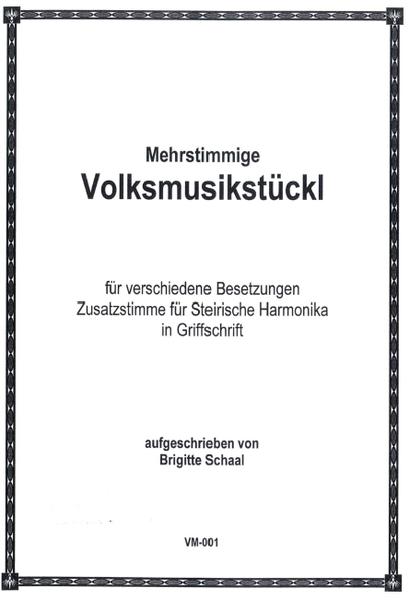 Mehrstimmige
Volksmusikstückl
für verschiedene Besetzungen
Zusatzstimme für Steirische Harmonika
in Griffschrift
aufgeschrieben von
Brigitte Schaal
VM-001